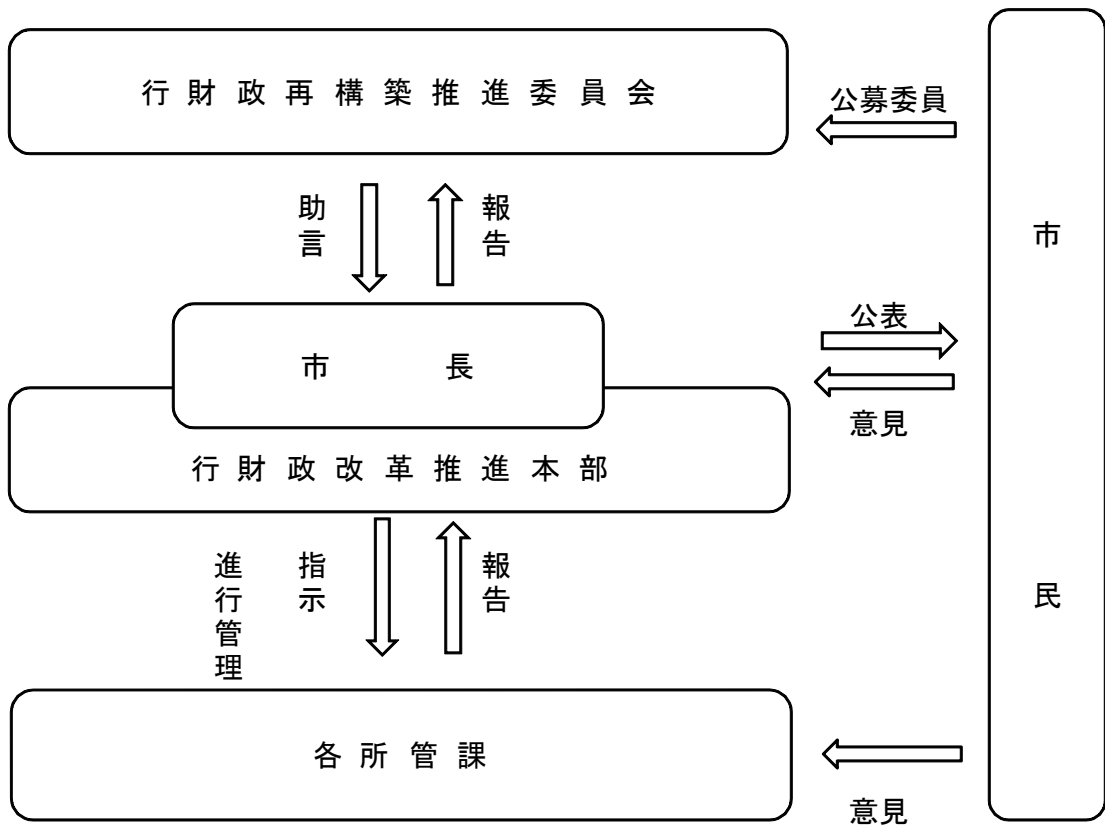 行財政再構築推進委員会
公募委員
助言
報告
市長
公表
意見
行財政改革推進本部
進行管理
指示
報告
各所管課
意見
市民